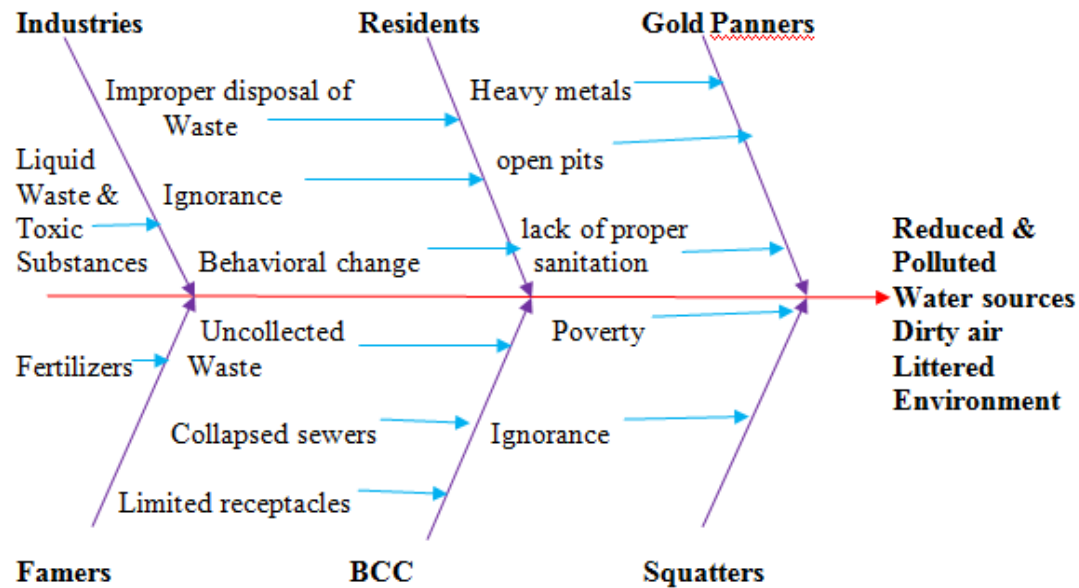 Industries
Residents
Gold Panners
Improper disposal of
Waste
Heavy metals
open pits
Liquid
Waste &
Toxic
Substances
Ignorance
Behavioral change
lack of proper
sanitation
Reduced &
Polluted
Water sources
Dirty air
Littered
Environment
Fertilizers
Uncollected
Waste
Poverty
Collapsed sewers
Ignorance
Limited receptacles
Famers
BCC
Squatters